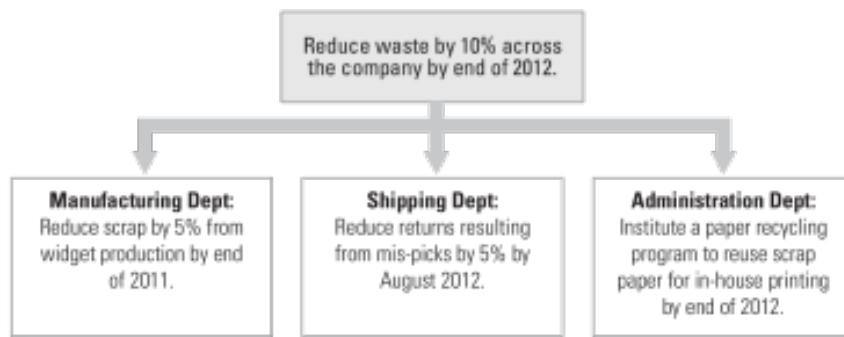 Reduce waste by 10% across
the company by end of 2012.
Manufacturing Dept:
Reduce scrap by 5% from
widget production by end
of 2011.
Shipping Dept:
Reduce returns resulting
from mis-picks by 5% by
August 2012.
Administration Dept:
Institute a paper recycling
program to reuse scrap
paper for in-house printing
by end of 2012.